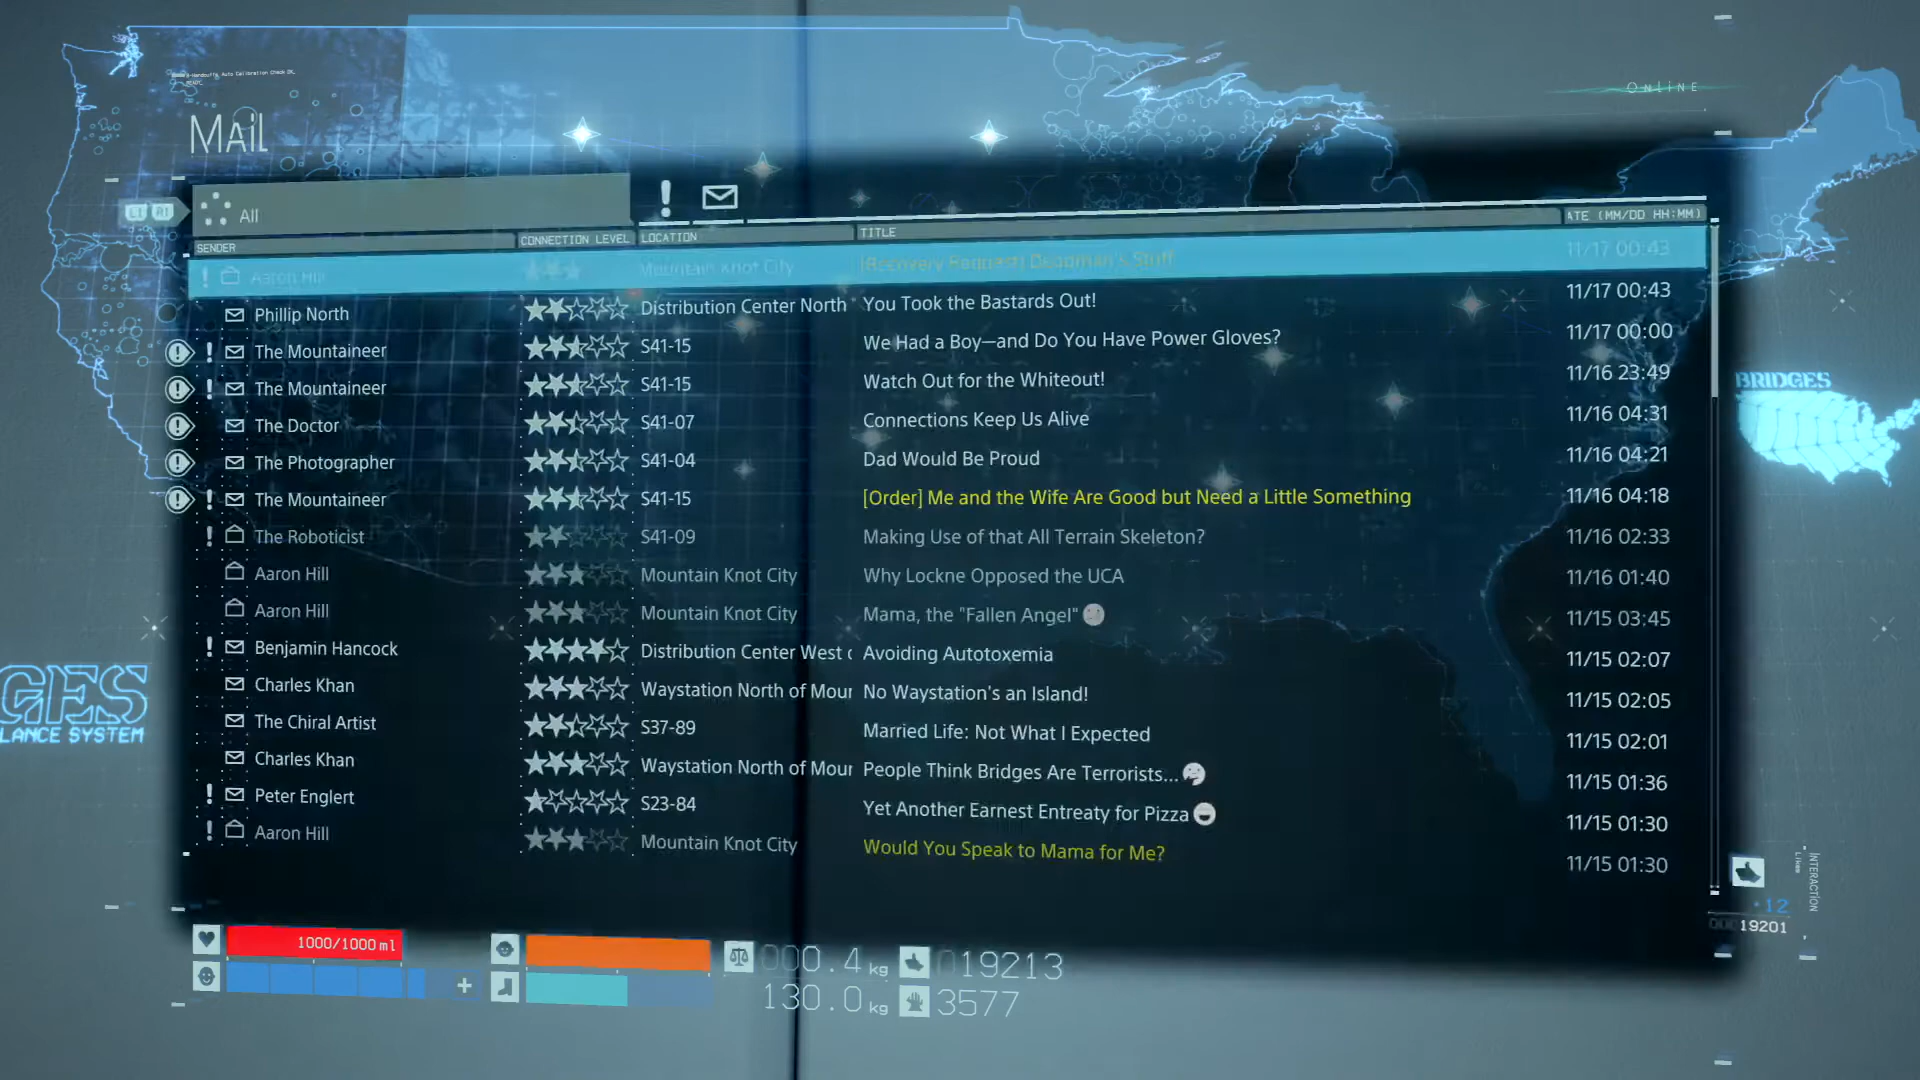 MAiL
OnLiNE
L1 R1
All
SENDER CONNECTION LEVEL LOCATION TITLE ATE (MM/DD HH:MM)
Aaron Hill Mountain Knot City [Recovery Request] Deadman's Stuff 11/17 00:43
Phillip North Distribution Center North You Took the Bastards Out! 11/17 00:43
The Mountaineer S41-15 We Had a Boy—and Do You Have Power Gloves? 11/17 00:00
The Mountaineer S41-15 Watch Out for the Whiteout! 11/16 23:49
The Doctor S41-07 Connections Keep Us Alive 11/16 04:31
The Photographer S41-04 Dad Would Be Proud 11/16 04:21
The Mountaineer S41-15 [Order] Me and the Wife Are Good but Need a Little Something 11/16 04:18
The Roboticist S41-09 Making Use of that All Terrain Skeleton? 11/16 02:33
Aaron Hill Mountain Knot City Why Lockne Opposed the UCA 11/16 01:40
Aaron Hill Mountain Knot City Mama, the "Fallen Angel" 11/15 03:45
Benjamin Hancock Distribution Center West o Avoiding Autotoxemia 11/15 02:07
Charles Khan Waystation North of Moun No Waystation's an Island! 11/15 02:05
The Chiral Artist S37-89 Married Life: Not What I Expected 11/15 02:01
Charles Khan Waystation North of Moun People Think Bridges Are Terrorists... 11/15 01:36
Peter Englert S23-84 Yet Another Earnest Entreaty for Pizza 11/15 01:30
Aaron Hill Mountain Knot City Would You Speak to Mama for Me? 11/15 01:30
BRIDGES
GES
LANCE SYSTEM
INTERACTiON
LiKES
+12
00019201
1000/1000 ml
000.4 kg
130.0 kg
019213
3577